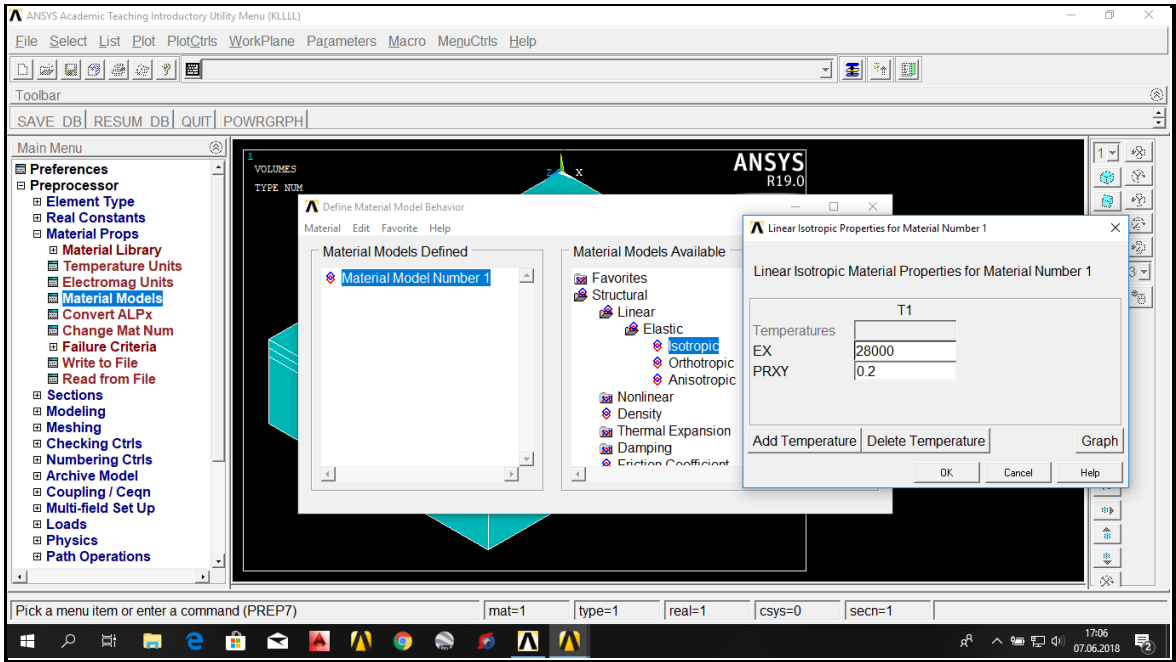 ANSYS Academic Teaching Introductory Utility Menu (KLLLL)
File Select List Plot PlotCtrls WorkPlane Parameters Macro MenuCtrls Help
Toolbar
SAVE_DB RESUM_DB QUIT POWRGRPH
Main Menu
Preferences
Preprocessor
Element Type
Real Constants
Material Props
Material Library
Temperature Units
Electromag Units
Material Models
Convert ALPx
Change Mat Num
Failure Criteria
Write to File
Read from File
Sections
Modeling
Meshing
Checking Ctrls
Numbering Ctrls
Archive Model
Coupling / Ceqn
Multi-field Set Up
Loads
Physics
Path Operations
1
VOLUMES
TYPE NUM
Z X
ANSYS
R19.0
1
3
Define Material Model Behavior
Material Edit Favorite Help
Material Models Defined
Material Model Number 1
Material Models Available
Favorites
Structural
Linear
Elastic
Isotropic
Orthotropic
Anisotropic
Nonlinear
Density
Thermal Expansion
Damping
Friction Coefficient
Linear Isotropic Properties for Material Number 1
Linear Isotropic Material Properties for Material Number 1
T1
Temperatures
EX 28000
PRXY 0.2
Add Temperature Delete Temperature Graph
OK Cancel Help
Pick a menu item or enter a command (PREP7) mat=1 type=1 real=1 csys=0 secn=1
17:06
07.06.2018
2